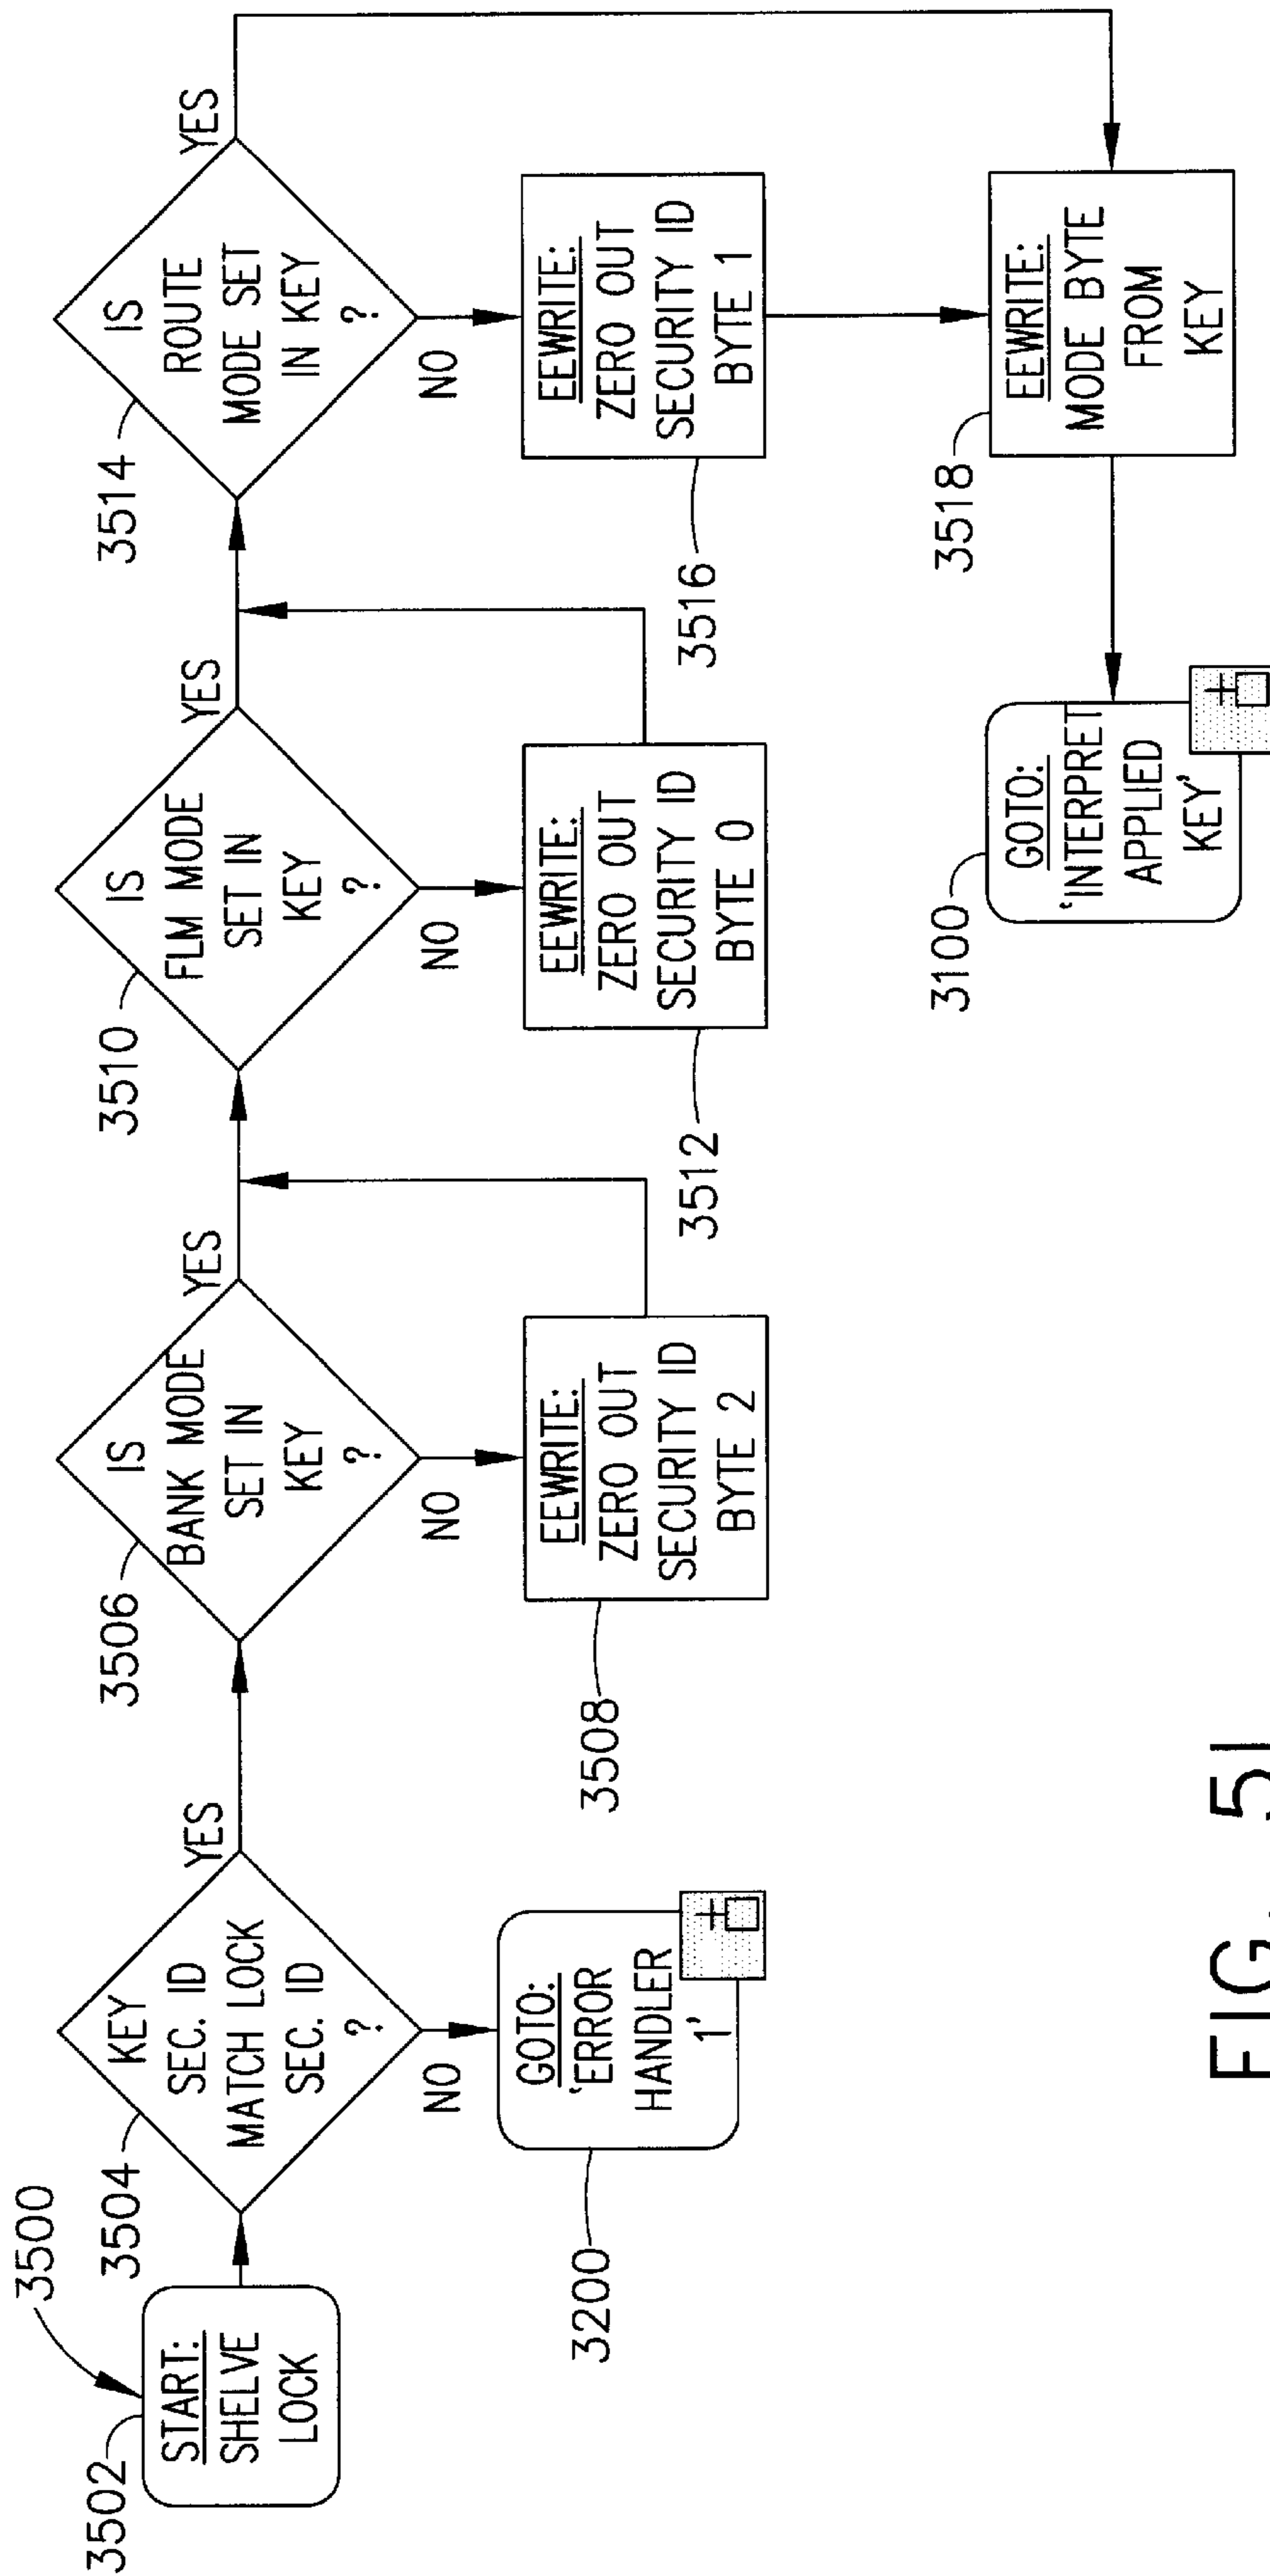 3500
3502
START:
SHELVE
LOCK
3504
KEY
SEC. ID
MATCH LOCK
SEC. ID
?
YES
NO
3200
GOTO:
'ERROR
HANDLER
1'
3506
IS
BANK MODE
SET IN
KEY
?
YES
NO
3508
EEWRITE:
ZERO OUT
SECURITY ID
BYTE 2
3510
IS
FLM MODE
SET IN
KEY
?
YES
NO
3512
EEWRITE:
ZERO OUT
SECURITY ID
BYTE 0
3514
IS
ROUTE
MODE SET
IN KEY
?
YES
NO
3516
EEWRITE:
ZERO OUT
SECURITY ID
BYTE 1
3518
EEWRITE:
MODE BYTE
FROM
KEY
3100
GOTO:
'INTERPRET
APPLIED
KEY'
FIG. 5I